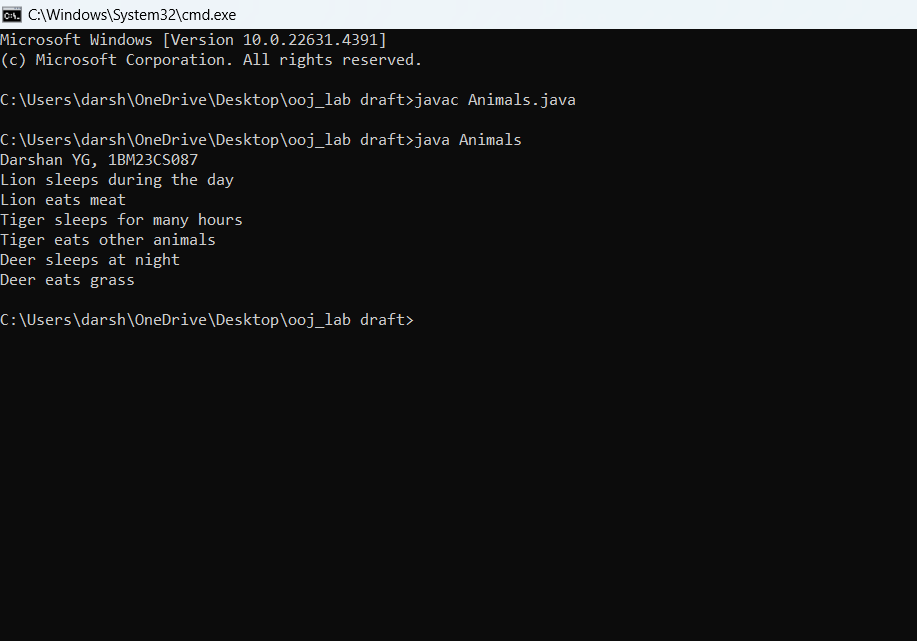 C:\Windows\System32\cmd.exe
Microsoft Windows [Version 10.0.22631.4391]
(c) Microsoft Corporation. All rights reserved.
C:\Users\darsh\OneDrive\Desktop\ooj_lab draft>javac Animals.java
C:\Users\darsh\OneDrive\Desktop\ooj_lab draft>java Animals
Darshan YG, 1BM23CS087
Lion sleeps during the day
Lion eats meat
Tiger sleeps for many hours
Tiger eats other animals
Deer sleeps at night
Deer eats grass
C:\Users\darsh\OneDrive\Desktop\ooj_lab draft>